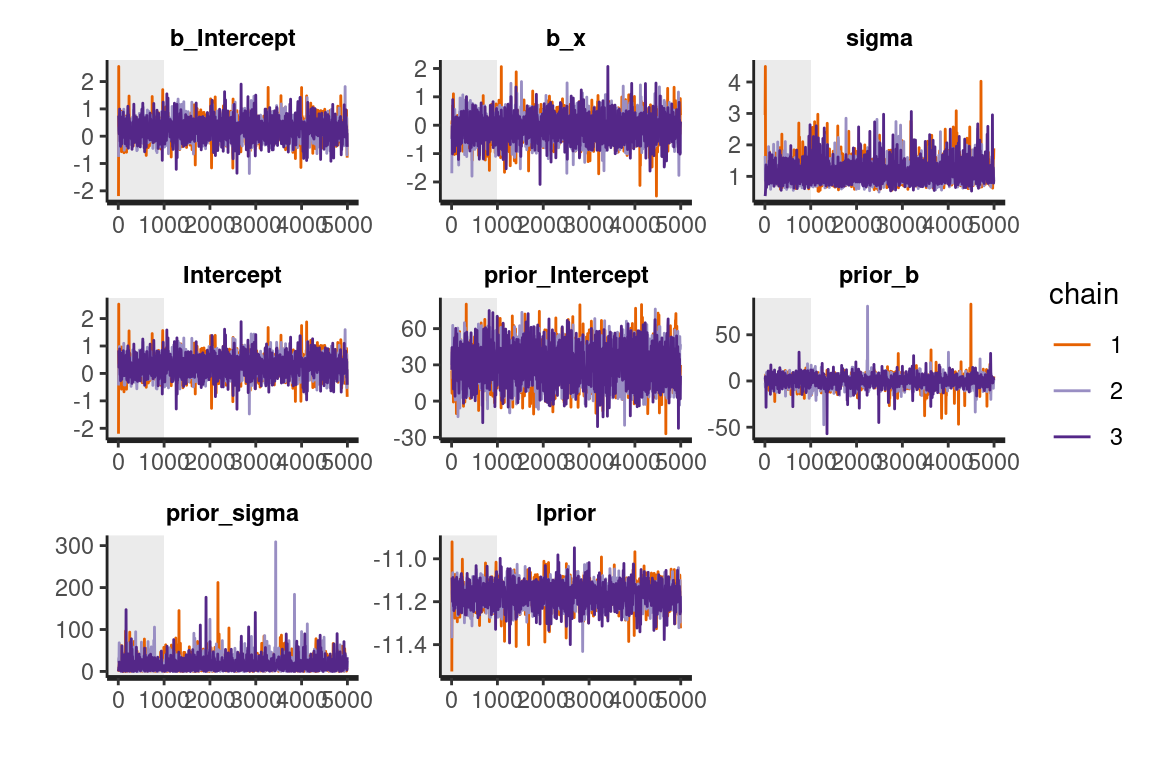 b_Intercept b_x sigma
2 1 0 -1 -2
2 1 0 -1 -2
4 3 2 1
0 1000 2000 3000 4000 5000 0 1000 2000 3000 4000 5000 0 1000 2000 3000 4000 5000
Intercept prior_Intercept prior_b
2 1 0 -1 -2
60 30 0 -30
50 0 -50
0 1000 2000 3000 4000 5000 0 1000 2000 3000 4000 5000 0 1000 2000 3000 4000 5000
prior_sigma lprior
300 200 100 0
-11.0 -11.2 -11.4
0 1000 2000 3000 4000 5000 0 1000 2000 3000 4000 5000
chain
1
2
3